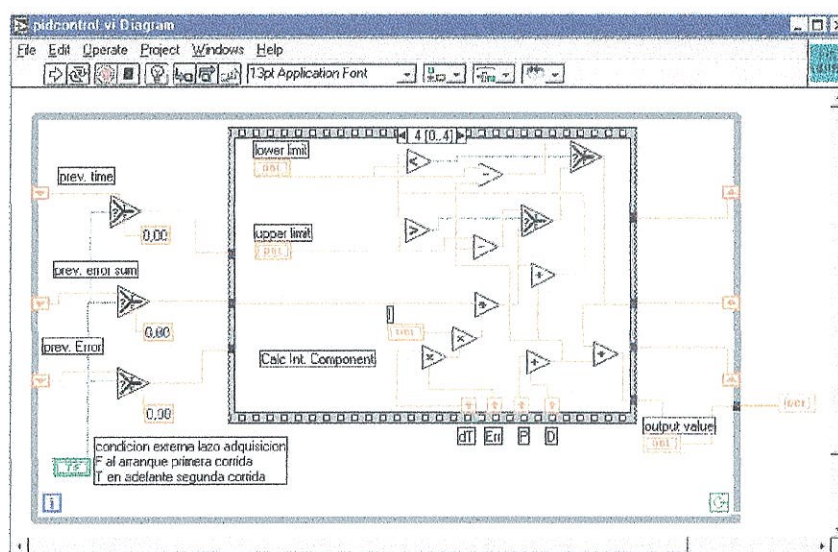 pidcontrol.vi Diagram
File Edit Operate Project Windows Help
13pt Application Font
4 [0..4]
lower limit
prev. time
0,00
upper limit
prev. error sum
0,00
I
prev. Error
Calc Int. Component
0,00
dT Err P D
output value
condicion externa lazo adquisicion
F al arranque primera corrida
T en adelante segunda corrida
TF
i